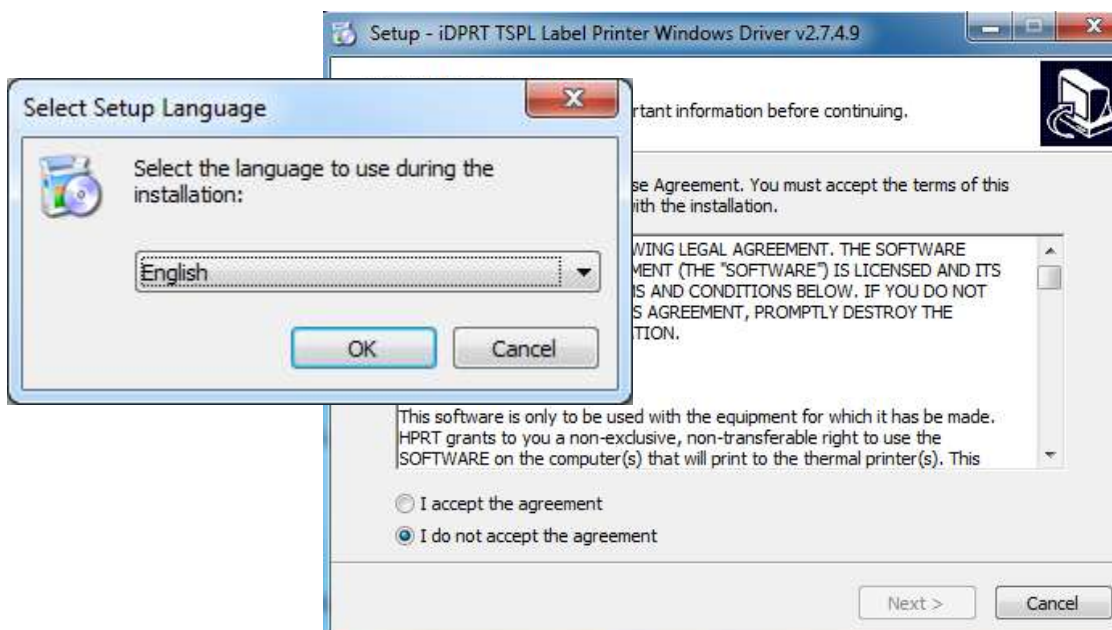 Setup - iDPRT TSPL Label Printer Windows Driver v2.7.4.9
rtant information before continuing.
se Agreement. You must accept the terms of this
ith the installation.
WING LEGAL AGREEMENT. THE SOFTWARE
MENT (THE "SOFTWARE") IS LICENSED AND ITS
S AND CONDITIONS BELOW. IF YOU DO NOT
S AGREEMENT, PROMPTLY DESTROY THE
TION.
This software is only to be used with the equipment for which it has be made.
HPRT grants to you a non-exclusive, non-transferable right to use the
SOFTWARE on the computer(s) that will print to the thermal printer(s). This
I accept the agreement
I do not accept the agreement
Next >
Cancel
Select Setup Language
Select the language to use during the
installation:
English
OK
Cancel